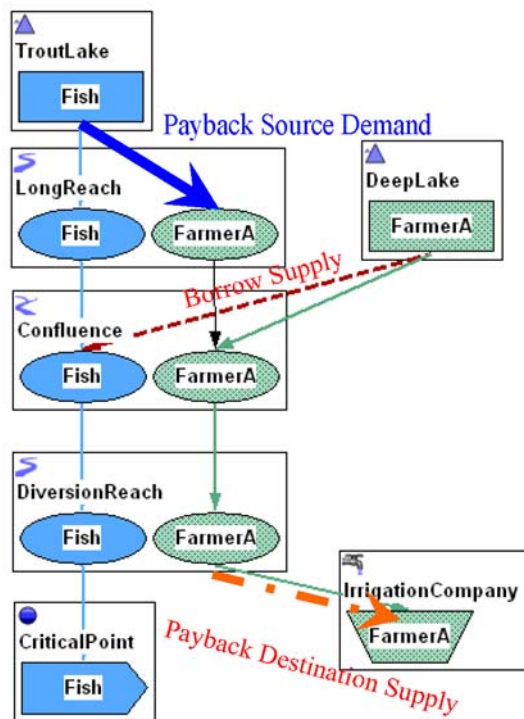 TroutLake
Fish
Payback Source Demand
LongReach
Fish
FarmerA
DeepLake
FarmerA
Borrow Supply
Confluence
Fish
FarmerA
DiversionReach
Fish
FarmerA
IrrigationCompany
FarmerA
Payback Destination Supply
CriticalPoint
Fish